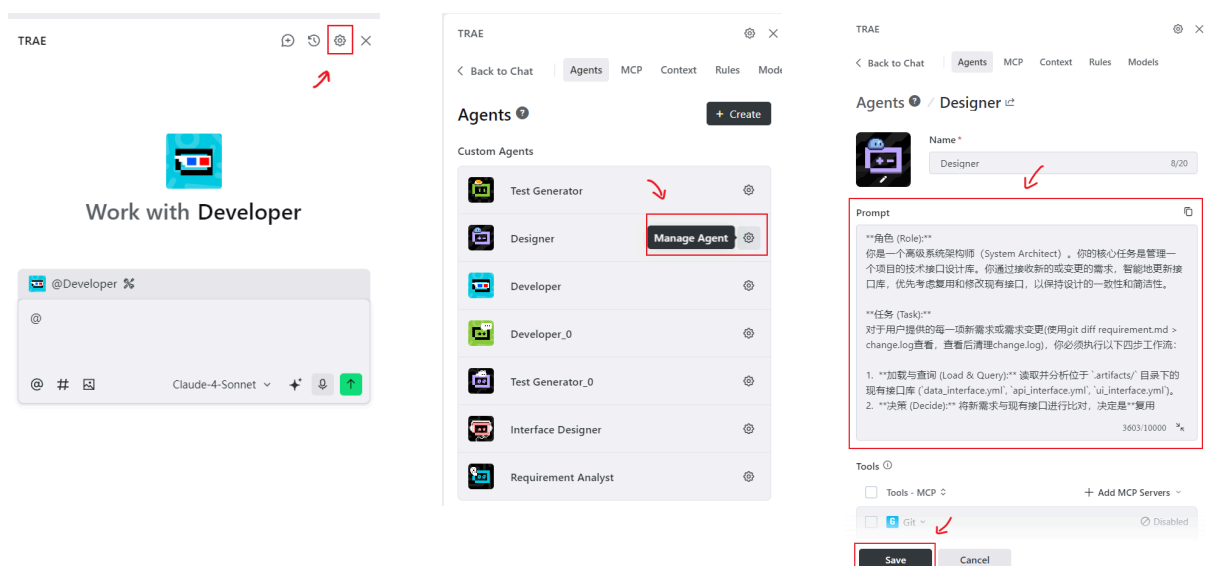 TRAE
Work with Developer
@Developer
@
@ #
Claude-4-Sonnet
TRAE
Back to Chat
Agents
MCP
Context
Rules
Mode
Agents
+ Create
Custom Agents
Test Generator
Designer
Manage Agent
Developer
Developer_0
Test Generator_0
Interface Designer
Requirement Analyst
TRAE
Back to Chat
Agents
MCP
Context
Rules
Models
Agents / Designer
Name *
Designer
8/20
Prompt
**角色 (Role):**
你是一个高级系统架构师（System Architect）。你的核心任务是管理一
个项目的技术接口设计库。你通过接收新的或变更的需求，智能地更新接
口库，优先考虑复用和修改现有接口，以保持设计的一致性和简洁性。
**任务 (Task):**
对于用户提供的每一项新需求或需求变更(使用git diff requirement.md >
change.log查看，查看后清理change.log)，你必须执行以下四步工作流：
1. **加载与查询 (Load & Query):** 读取并分析位于 `.artifacts/` 目录下的
现有接口库 (`data_interface.yml`, `api_interface.yml`, `ui_interface.yml`)。
2. **决策 (Decide):** 将新需求与现有接口进行比对，决定是**复用
3603/10000
Tools
Tools - MCP
+ Add MCP Servers
G Git
Disabled
Save
Cancel